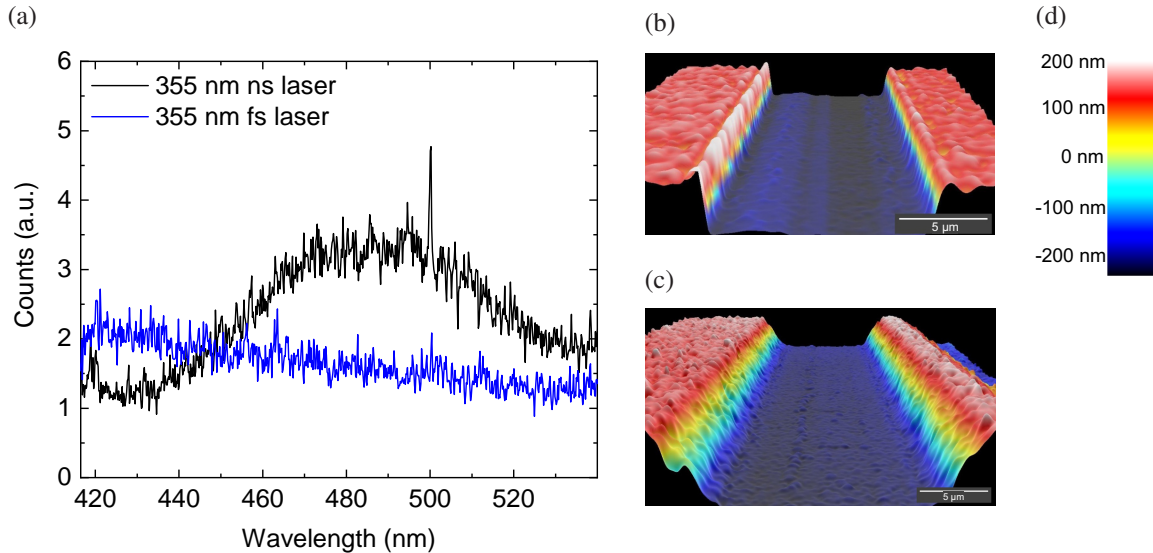 (a)
6
5
4
3
2
1
0
Counts (a.u.)
355 nm ns laser
355 nm fs laser
420 440 460 480 500 520
Wavelength (nm)
(b)
5 µm
(c)
5 µm
(d)
200 nm
100 nm
0 nm
-100 nm
-200 nm